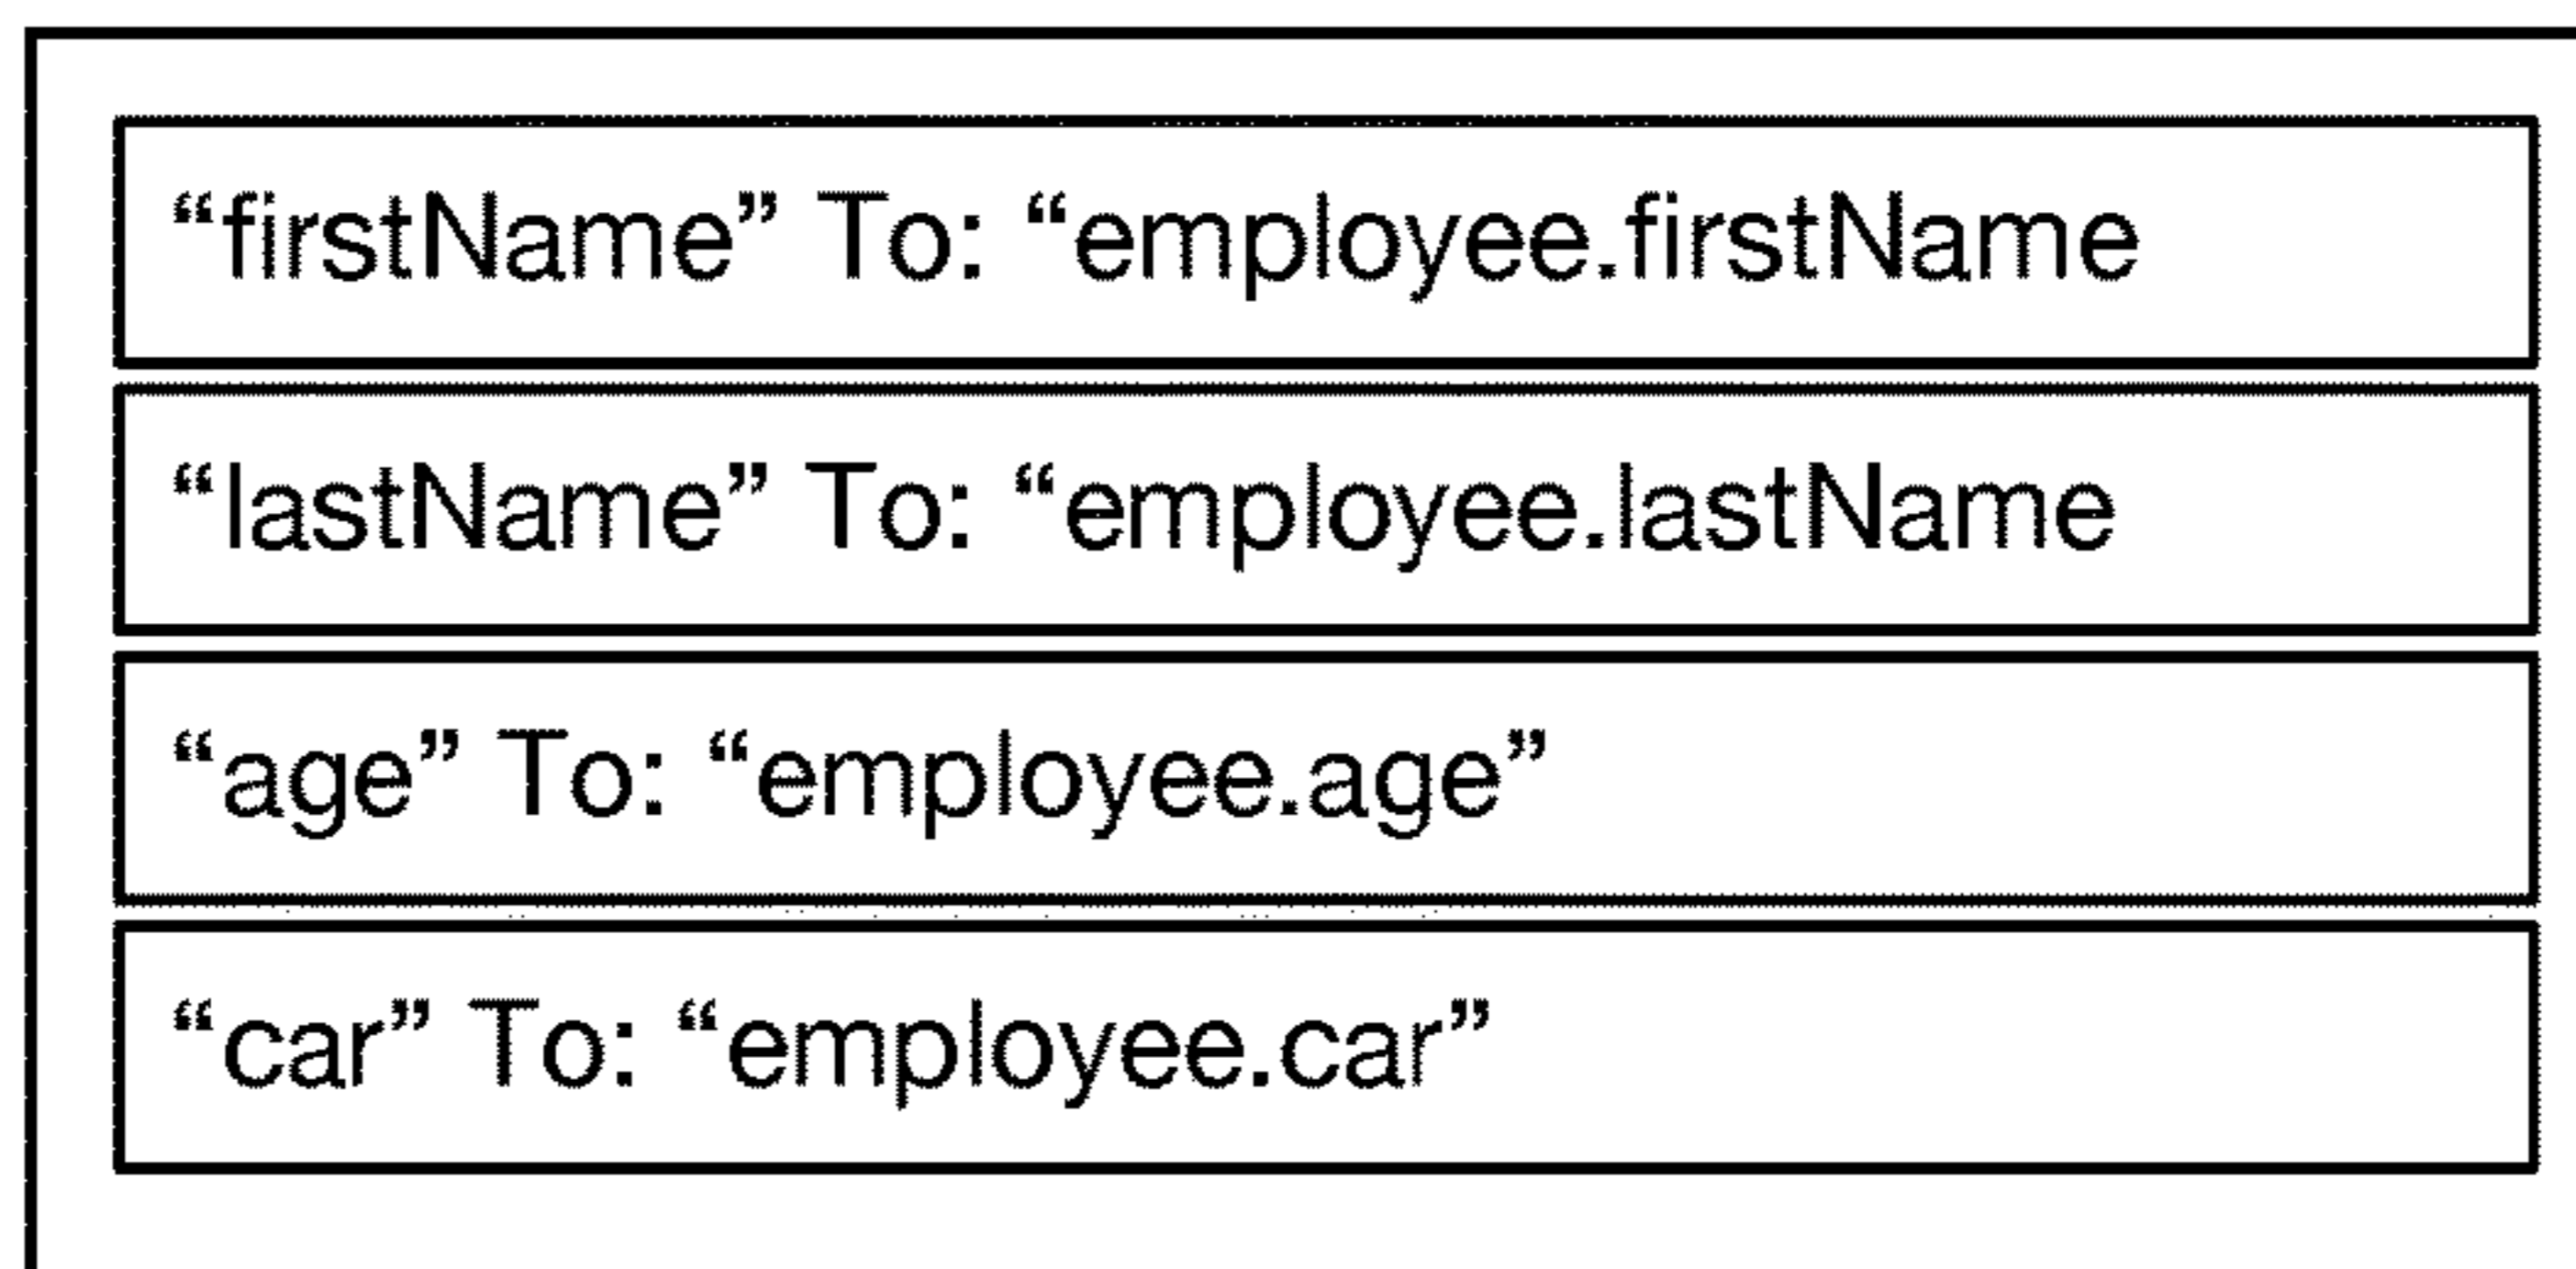 “firstName” To: “employee.firstName
“lastName” To: “employee.lastName
“age” To: “employee.age”
“car” To: “employee.car”